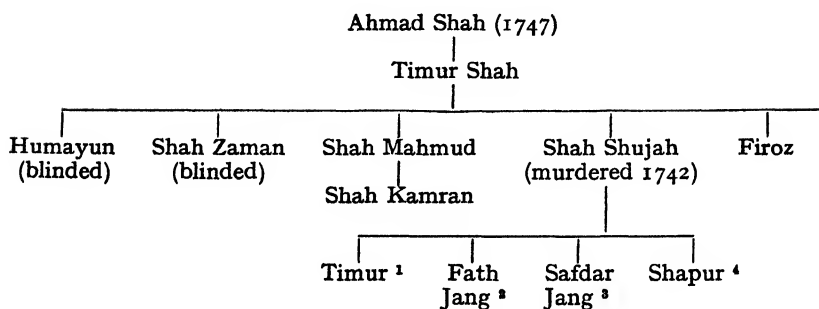 Ahmad Shah (1747)
Timur Shah
Humayun
(blinded)
Shah Zaman
(blinded)
Shah Mahmud
Shah Kamran
Shah Shujah
(murdered 1742)
Firoz
Timur ¹
Fath
Jang ²
Safdar
Jang ³
Shapur ⁴